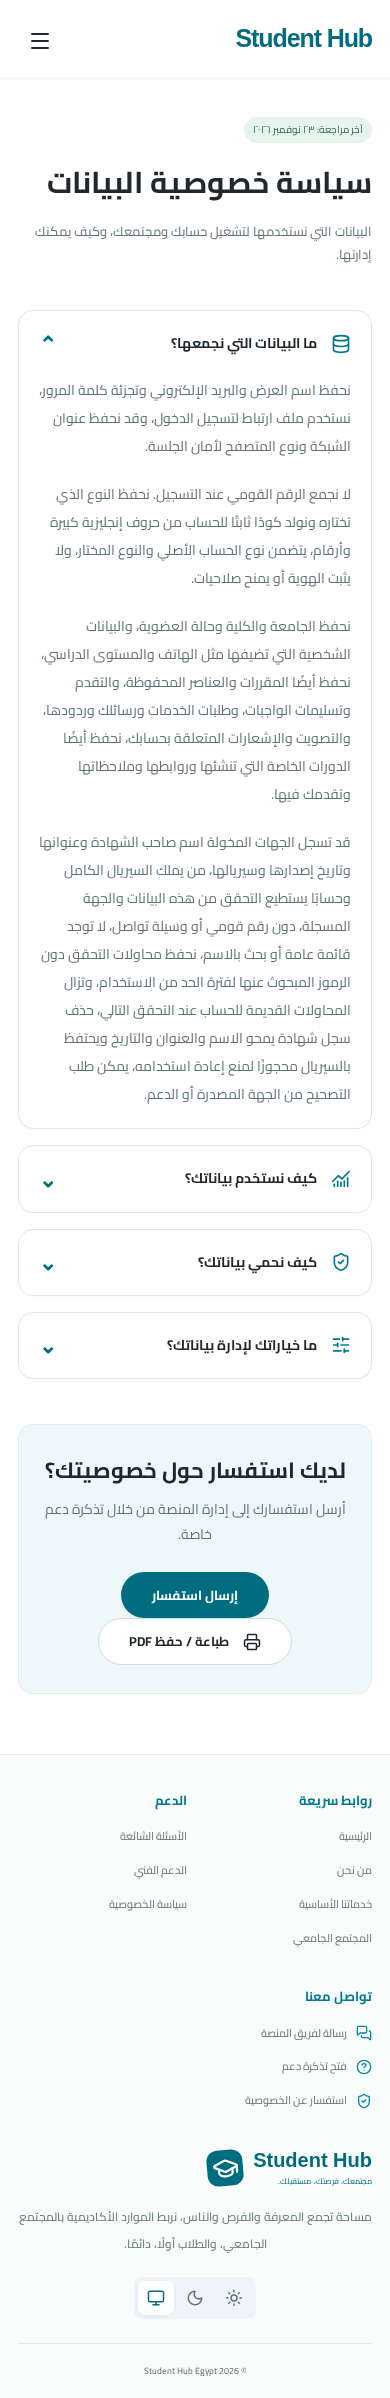 Student Hub
آخر مراجعة: ٢٣ نوفمبر ٢٠٢٦
سياسة خصوصية البيانات
البيانات التي نستخدمها لتشغيل حسابك ومجتمعك، وكيف يمكنك
إدارتها.
ما البيانات التي نجمعها؟
نحفظ اسم العرض والبريد الإلكتروني وتجزئة كلمة المرور،
نستخدم ملف ارتباط لتسجيل الدخول، وقد نحفظ عنوان
الشبكة ونوع المتصفح لأمان الجلسة.
لا نجمع الرقم القومي عند التسجيل. نحفظ النوع الذي
تختاره ونولد كودًا ثابتًا للحساب من حروف إنجليزية كبيرة
وأرقام، يتضمن نوع الحساب الأصلي والنوع المختار، ولا
يثبت الهوية أو يمنح صلاحيات.
نحفظ الجامعة والكلية وحالة العضوية، والبيانات
الشخصية التي تضيفها مثل الهاتف والمستوى الدراسي،
نحفظ أيضًا المقررات والعناصر المحفوظة، والتقدم
وتسليمات الواجبات، وطلبات الخدمات ورسائلك وردودها،
والتصويت والإشعارات المتعلقة بحسابك، نحفظ أيضًا
الدورات الخاصة التي تنشئها وروابطها وملاحظاتها
وتقدمك فيها.
قد تسجل الجهات المخولة اسم صاحب الشهادة وعنوانها
وتاريخ إصدارها وسيريالها، من يملك السيريال الكامل
وحسابًا يستطيع التحقق من هذه البيانات والجهة
المسجلة، دون رقم قومي أو وسيلة تواصل، لا توجد
قائمة عامة أو بحث بالاسم، نحفظ محاولات التحقق دون
الرموز المبحوث عنها لفترة الحد من الاستخدام، وتزال
المحاولات القديمة للحساب عند التحقق التالي، حذف
سجل شهادة يمحو الاسم والعنوان والتاريخ ويحتفظ
بالسيريال محجوزًا لمنع إعادة استخدامه، يمكن طلب
التصحيح من الجهة المصدرة أو الدعم.
كيف نستخدم بياناتك؟
كيف نحمي بياناتك؟
ما خياراتك لإدارة بياناتك؟
لديك استفسار حول خصوصيتك؟
أرسل استفسارك إلى إدارة المنصة من خلال تذكرة دعم
خاصة.
إرسال استفسار
طباعة / حفظ PDF
روابط سريعة
الرئيسية
من نحن
خدماتنا الأساسية
المجتمع الجامعي
الدعم
الأسئلة الشائعة
الدعم الفني
سياسة الخصوصية
تواصل معنا
رسالة لفريق المنصة
فتح تذكرة دعم
استفسار عن الخصوصية
Student Hub
مجتمعك، فرصتك، مستقبلك.
مساحة تجمع المعرفة والفرص والناس، نربط الموارد الأكاديمية بالمجتمع
الجامعي، والطلاب أولًا، دائمًا.
© 2026 Student Hub Egypt